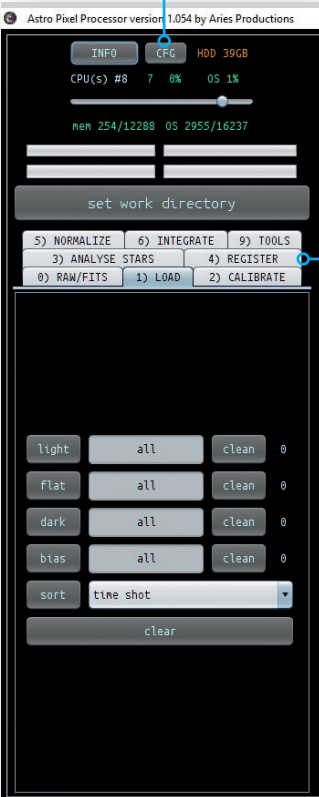 Astro Pixel Processor version 1.054 by Aries Productions
INFO CFG HDD 39GB
CPU(s) #8 7 0% OS 1%
mem 254/12288 OS 2955/16237
set work directory
5) NORMALIZE 6) INTEGRATE 9) TOOLS
3) ANALYSE STARS 4) REGISTER
0) RAW/FITS 1) LOAD 2) CALIBRATE
light all clean 0
flat all clean 0
dark all clean 0
bias all clean 0
sort time shot
clear